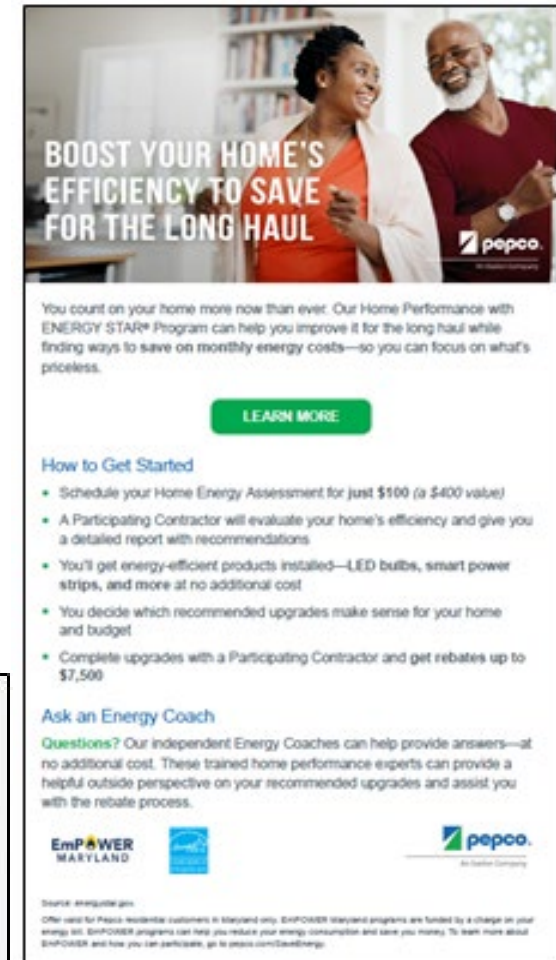 BOOST YOUR HOME'S
EFFICIENCY TO SAVE
FOR THE LONG HAUL
pepco.
An Exelon Company
You count on your home more now than ever. Our Home Performance with
ENERGY STAR® Program can help you improve it for the long haul while
finding ways to save on monthly energy costs—so you can focus on what's
priceless.
LEARN MORE
How to Get Started
• Schedule your Home Energy Assessment for just $100 (a $400 value)
• A Participating Contractor will evaluate your home's efficiency and give you
a detailed report with recommendations
• You'll get energy-efficient products installed—LED bulbs, smart power
strips, and more at no additional cost
• You decide which recommended upgrades make sense for your home
and budget
• Complete upgrades with a Participating Contractor and get rebates up to
$7,500
Ask an Energy Coach
Questions? Our independent Energy Coaches can help provide answers—at
no additional cost. These trained home performance experts can provide a
helpful outside perspective on your recommended upgrades and assist you
with the rebate process.
EmPOWER
MARYLAND
pepco.
An Exelon Company
Source: energystar.gov.
Offer valid for Pepco residential customers in Maryland only. EmPOWER Maryland programs are funded by a charge on your
energy bill. EmPOWER programs can help you reduce your energy consumption and save you money. To learn more about
EmPOWER and how you can participate, go to pepco.com/SaveEnergy.